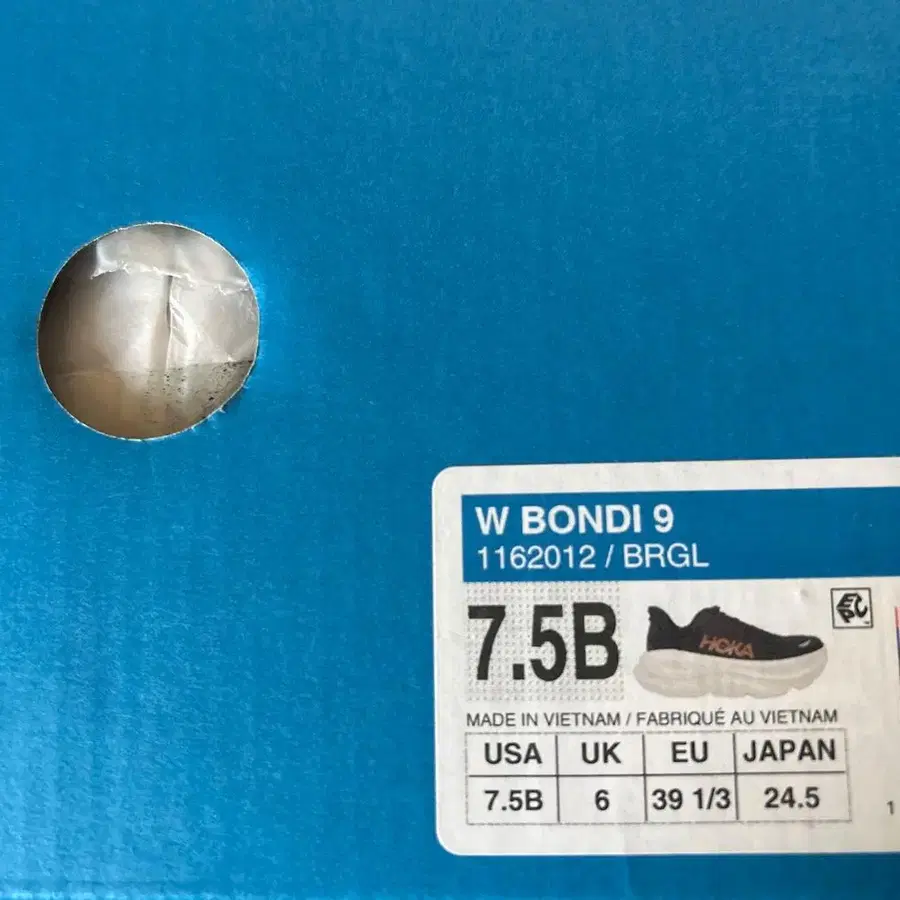 W BONDI 9
1162012 / BRGL
7.5B
HOKA
EPC
MADE IN VIETNAM / FABRIQUÉ AU VIETNAM
USA UK EU JAPAN
7.5B 6 39 1/3 24.5
1